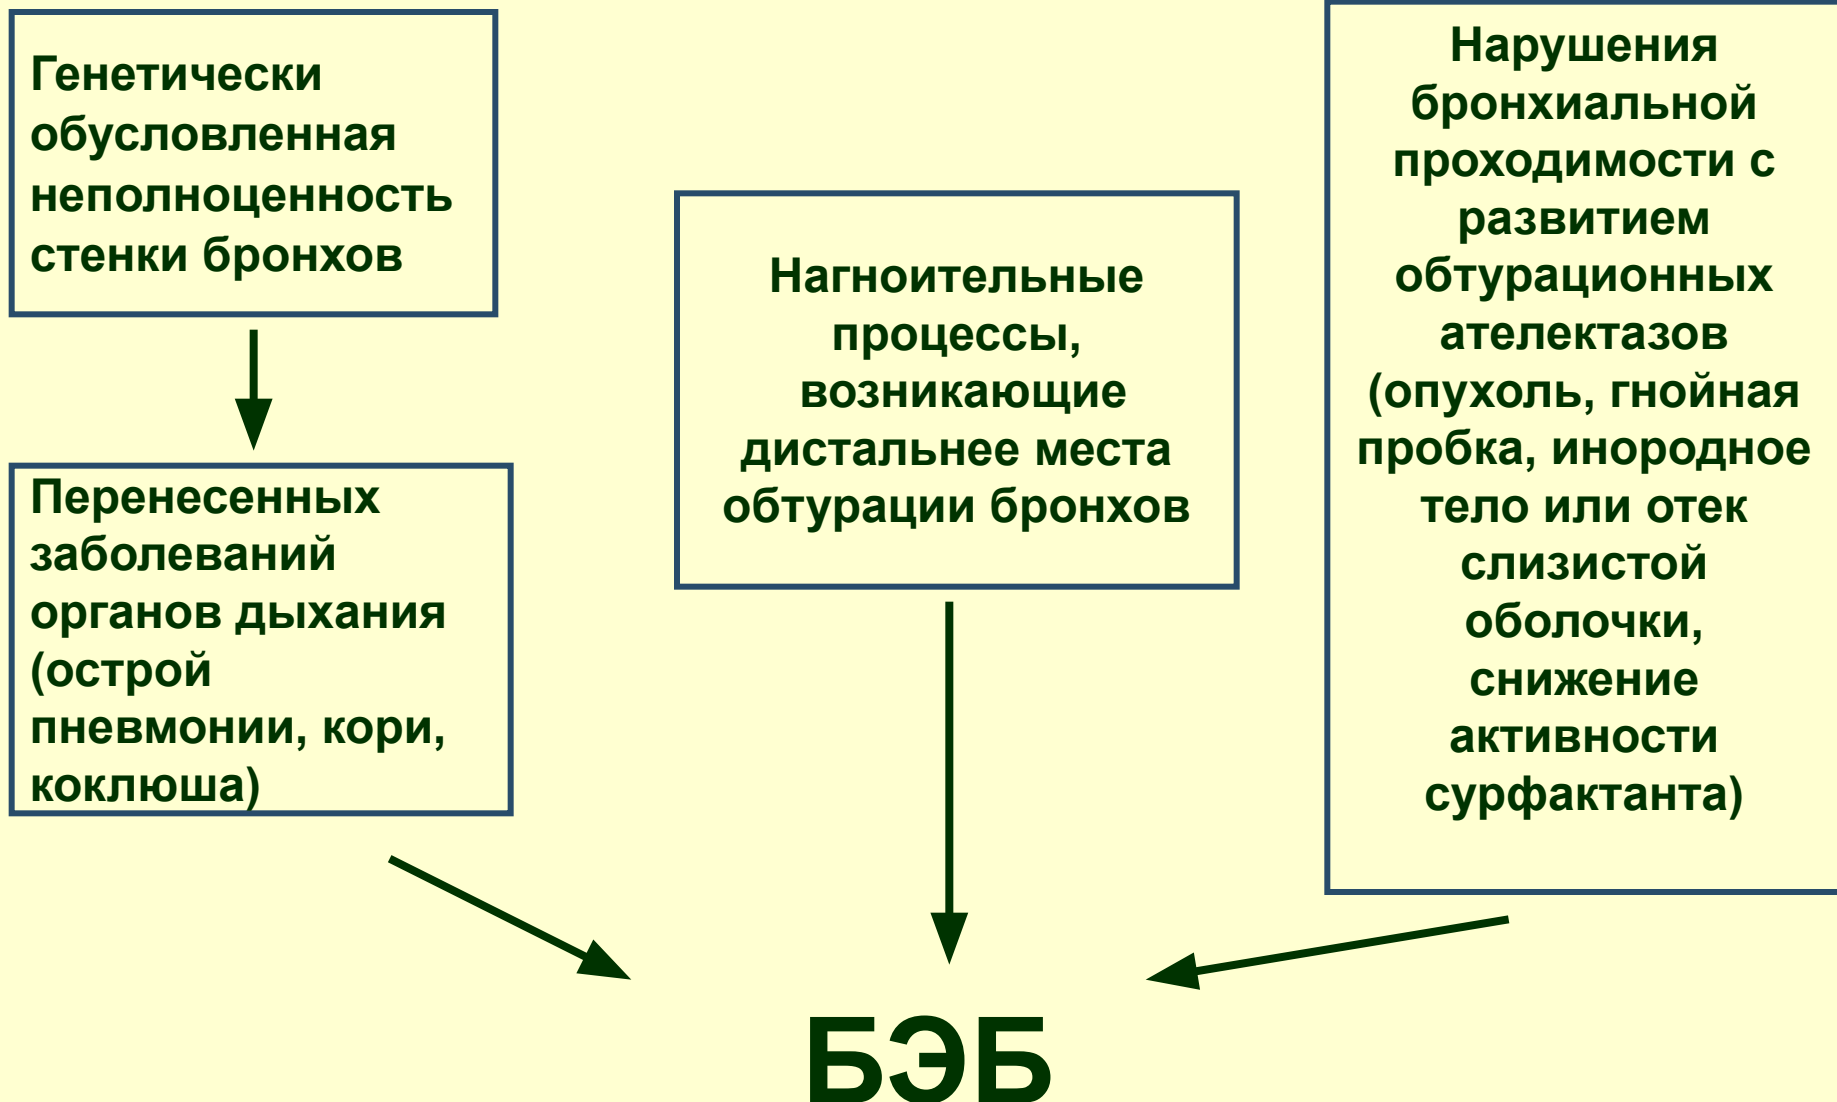 Генетически
обусловленная
неполноценность
стенки бронхов
Перенесенных
заболеваний
органов дыхания
(острой
пневмонии, кори,
коклюша)
Нагноительные
процессы,
возникающие
дистальнее места
обтурации бронхов
Нарушения
бронхиальной
проходимости с
развитием
обтурационных
ателектазов
(опухоль, гнойная
пробка, инородное
тело или отек
слизистой
оболочки,
снижение
активности
сурфактанта)
БЭБ